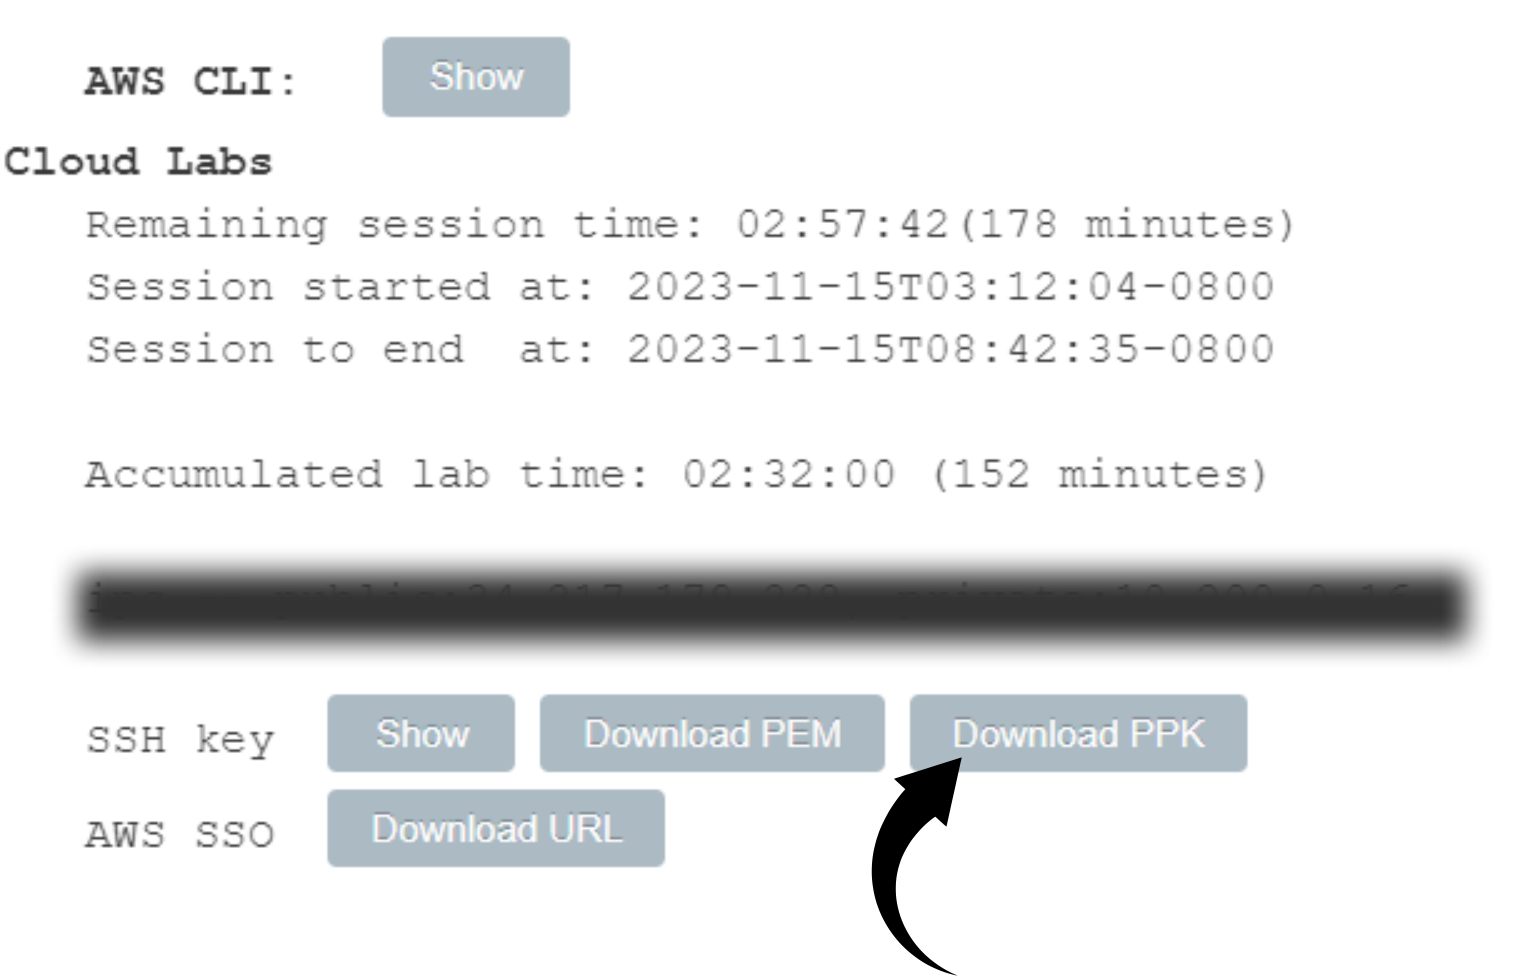 AWS CLI: Show
Cloud Labs
Remaining session time: 02:57:42(178 minutes)
Session started at: 2023-11-15T03:12:04-0800
Session to end  at: 2023-11-15T08:42:35-0800
Accumulated lab time: 02:32:00 (152 minutes)
SSH key Show Download PEM Download PPK
AWS SSO Download URL